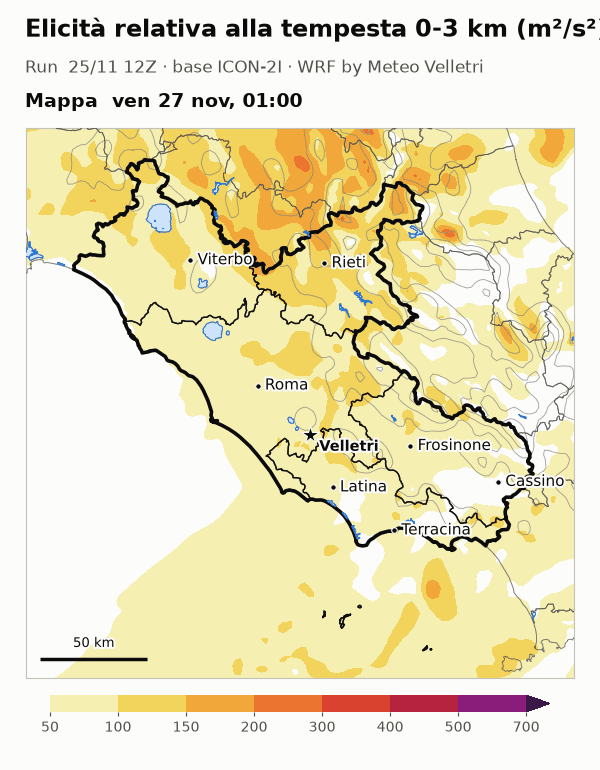 Elicità relativa alla tempesta 0-3 km (m²/s²)
Run 25/11 12Z · base ICON-2I · WRF by Meteo Velletri
Mappa ven 27 nov, 01:00
Viterbo
Rieti
Roma
Velletri
Frosinone
Cassino
Latina
Terracina
50 km
50 100 150 200 300 400 500 700